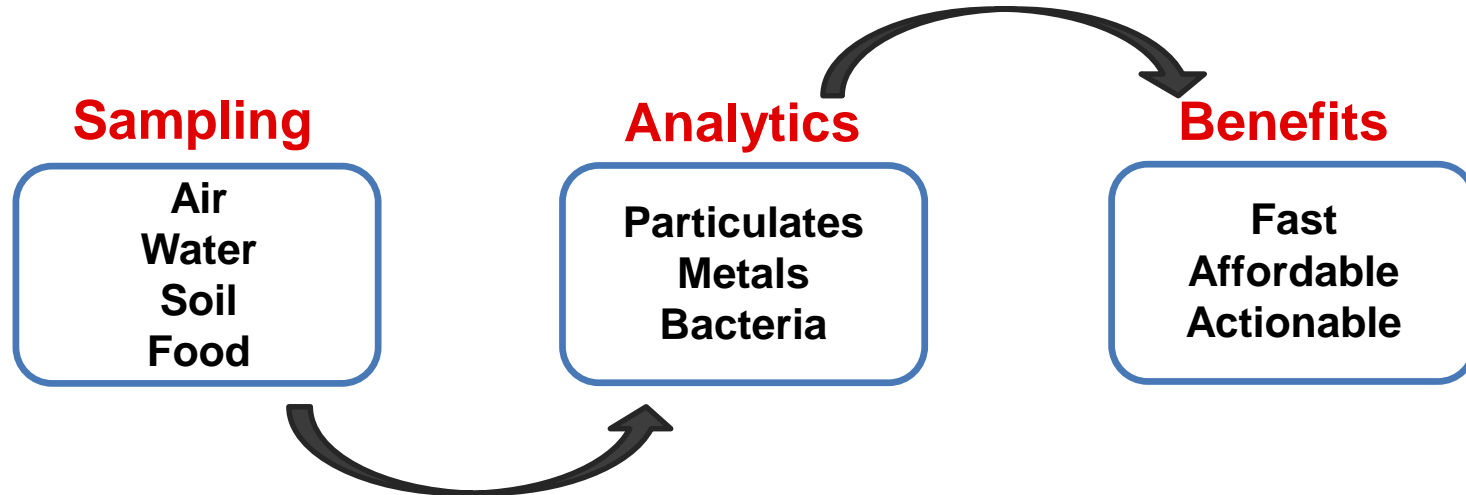 Sampling
Air
Water
Soil
Food
Analytics
Particulates
Metals
Bacteria
Benefits
Fast
Affordable
Actionable